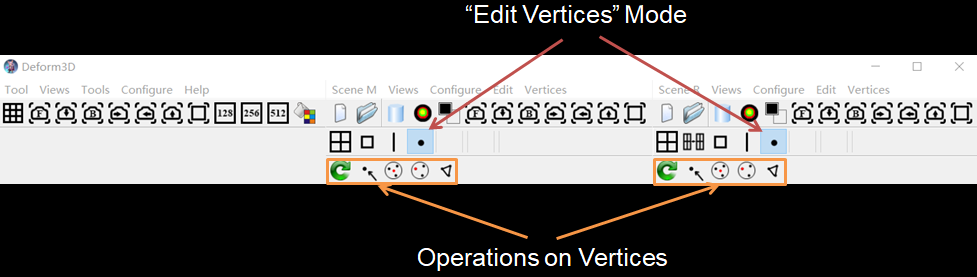 “Edit Vertices” Mode
Deform3D
Tool Views Tools Configure Help Scene M Views Configure Edit Vertices Scene R Views Configure Edit Vertices
F B 128 256 512 F B F B
Operations on Vertices